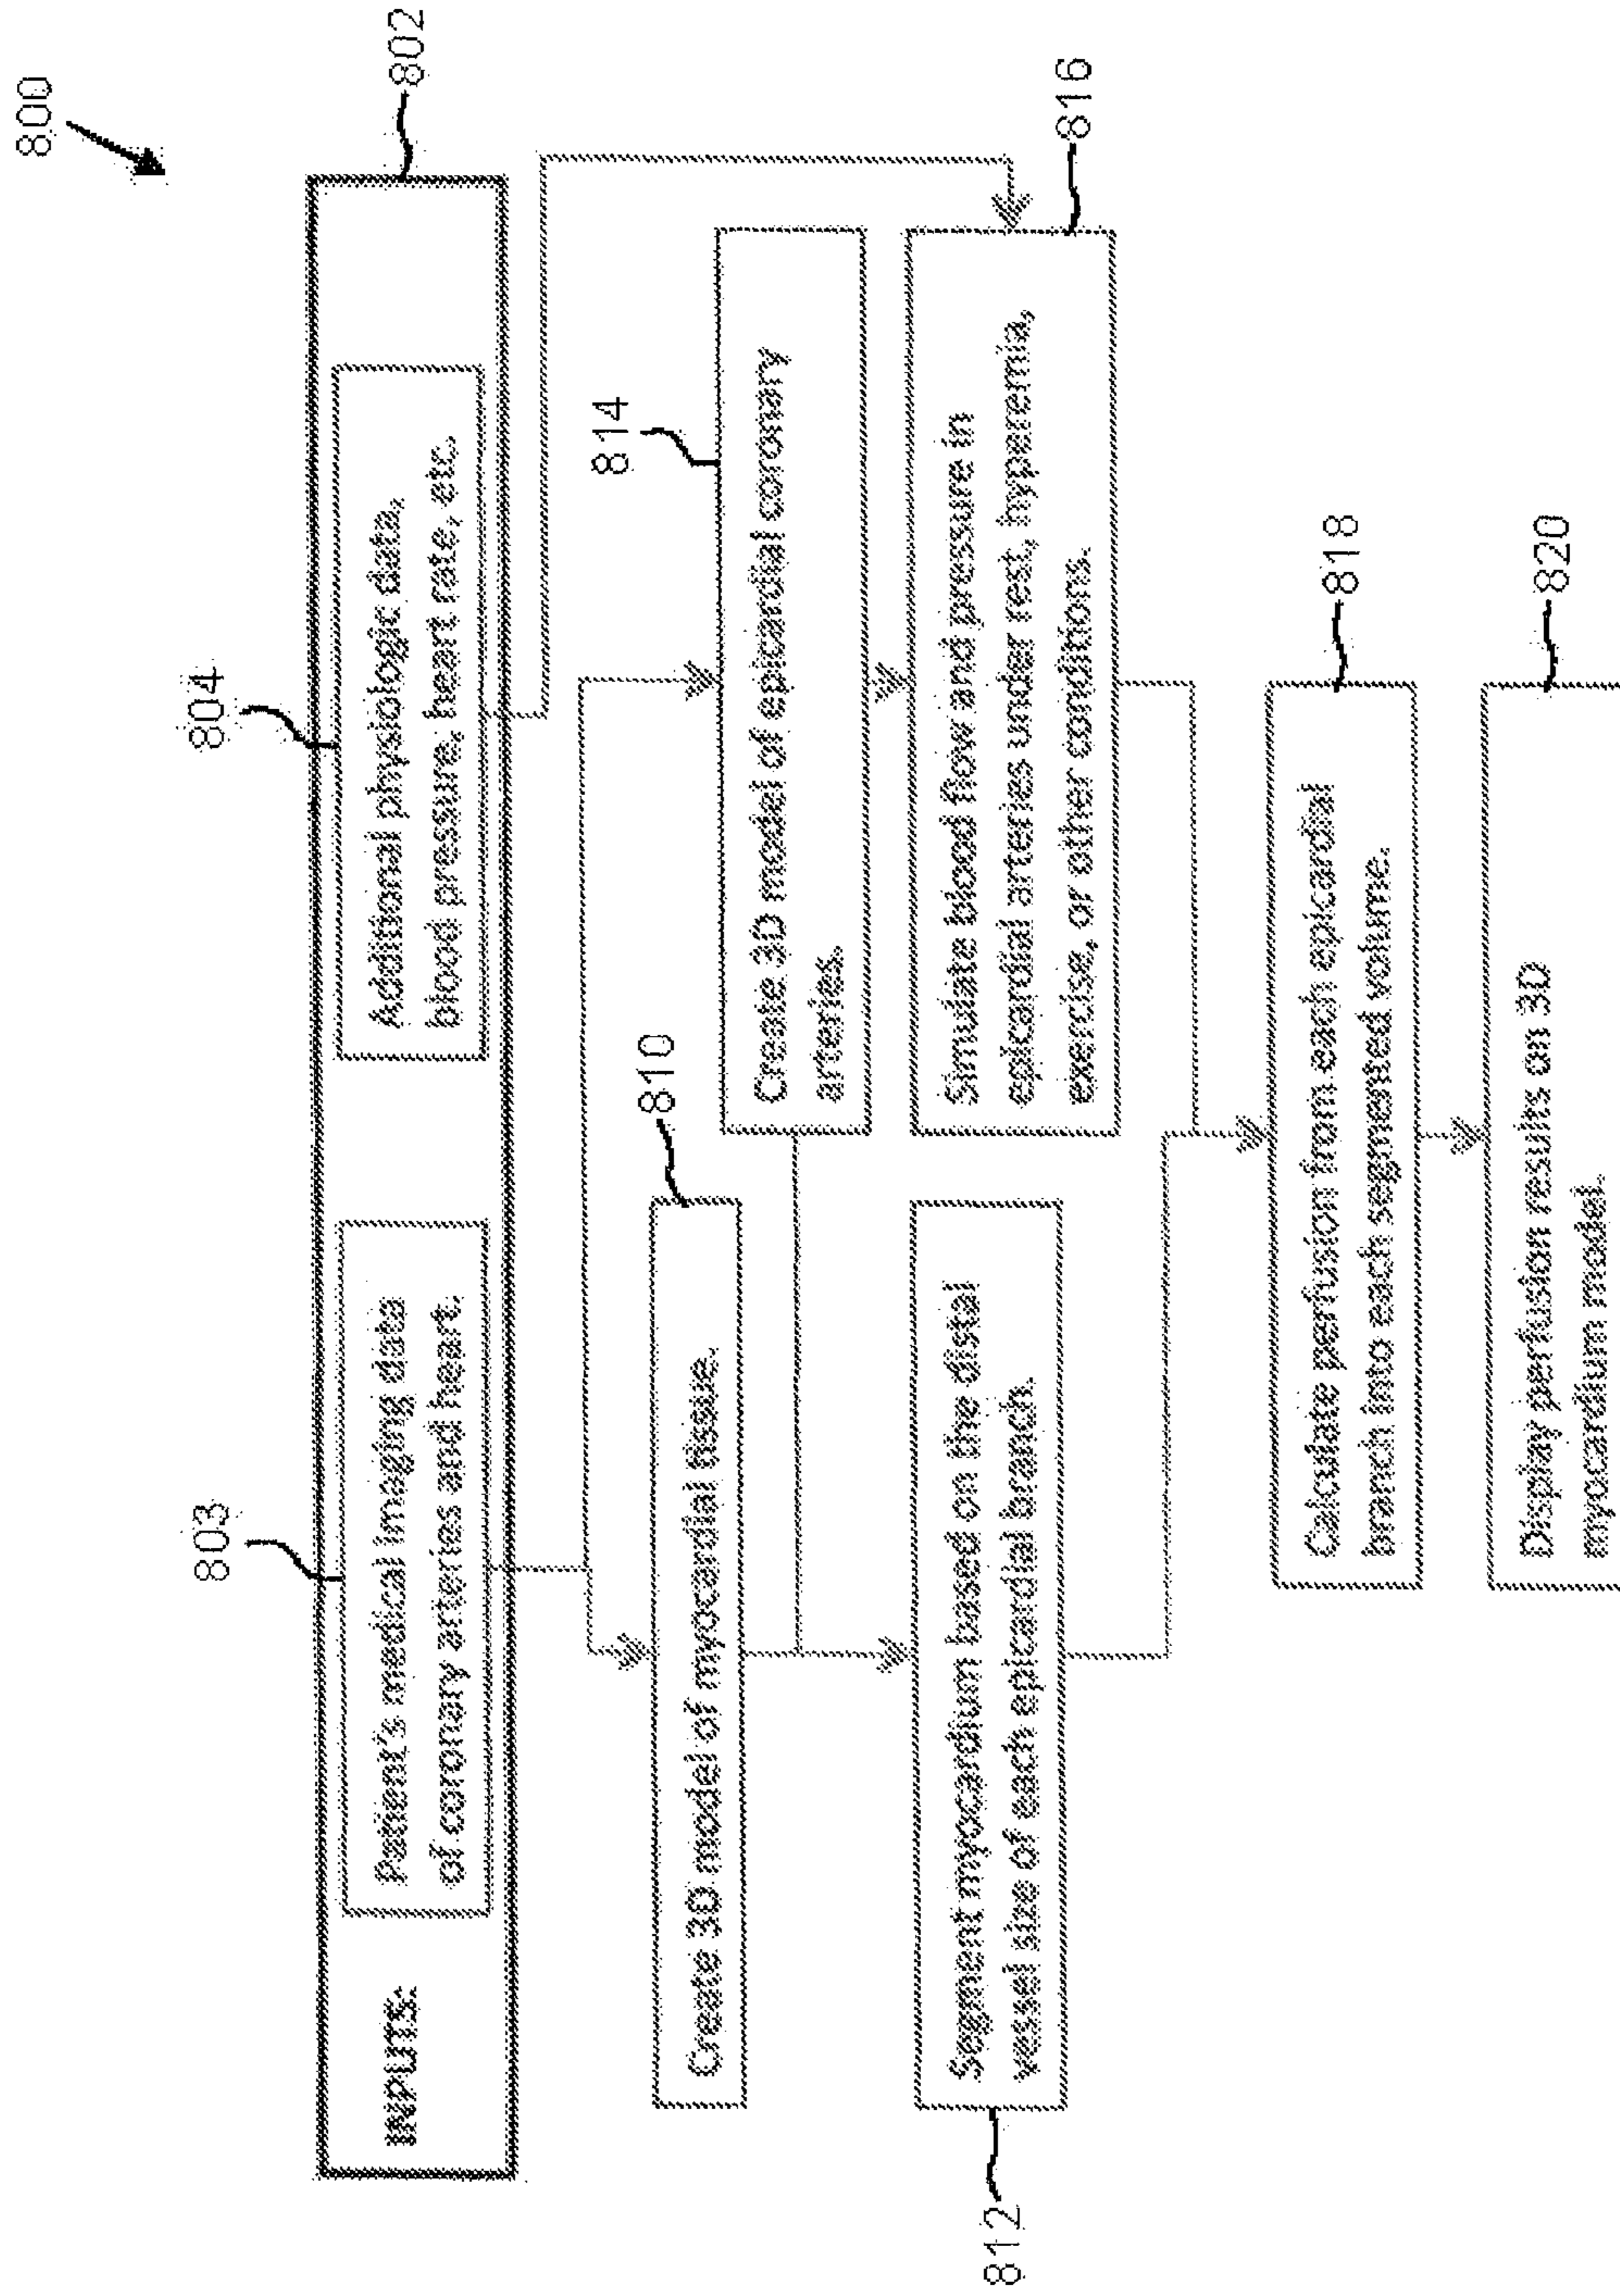 800
802
803
804
INPUTS:
Patient's medical imaging data
of coronary arteries and heart.
Additional physiologic data,
blood pressure, heart rate, etc.
810
Create 3D model of myocardial tissue.
814
Create 3D model of epicardial coronary
arteries.
812
Segment myocardium based on the distal
vessel size of each epicardial branch.
816
Simulate blood flow and pressure in
epicardial arteries under rest, hyperemia,
exercise, or other conditions.
818
Calculate perfusion from each epicardial
branch into each segmented volume.
820
Display perfusion results on 3D
myocardium model.